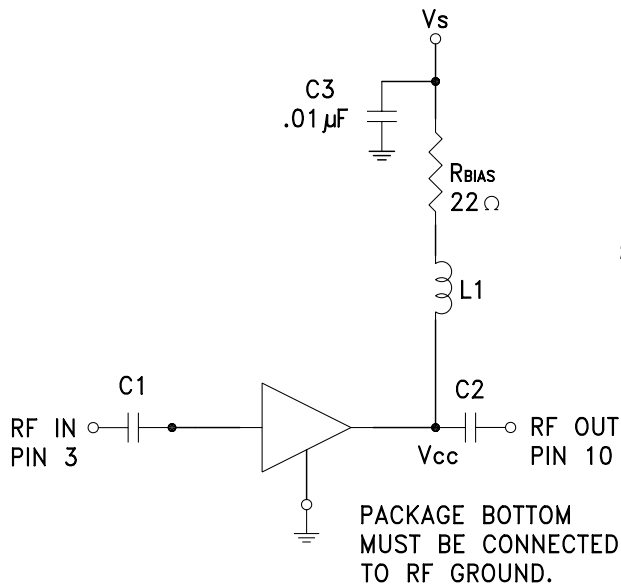 Vs
C3
.01µF
RBIAS
22Ω
L1
C1
C2
RF IN
PIN 3
Vcc
RF OUT
PIN 10
PACKAGE BOTTOM
MUST BE CONNECTED
TO RF GROUND.